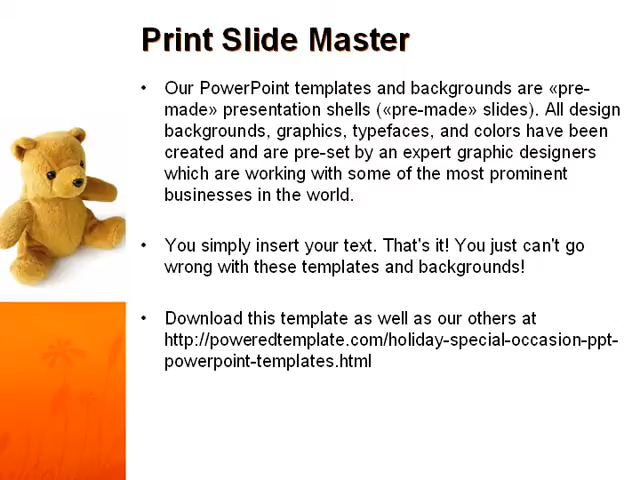 Print Slide Master
• Our PowerPoint templates and backgrounds are «pre-
made» presentation shells («pre-made» slides). All design
backgrounds, graphics, typefaces, and colors have been
created and are pre-set by an expert graphic designers
which are working with some of the most prominent
businesses in the world.
• You simply insert your text. That's it! You just can't go
wrong with these templates and backgrounds!
• Download this template as well as our others at
http://poweredtemplate.com/holiday-special-occasion-ppt-
powerpoint-templates.html